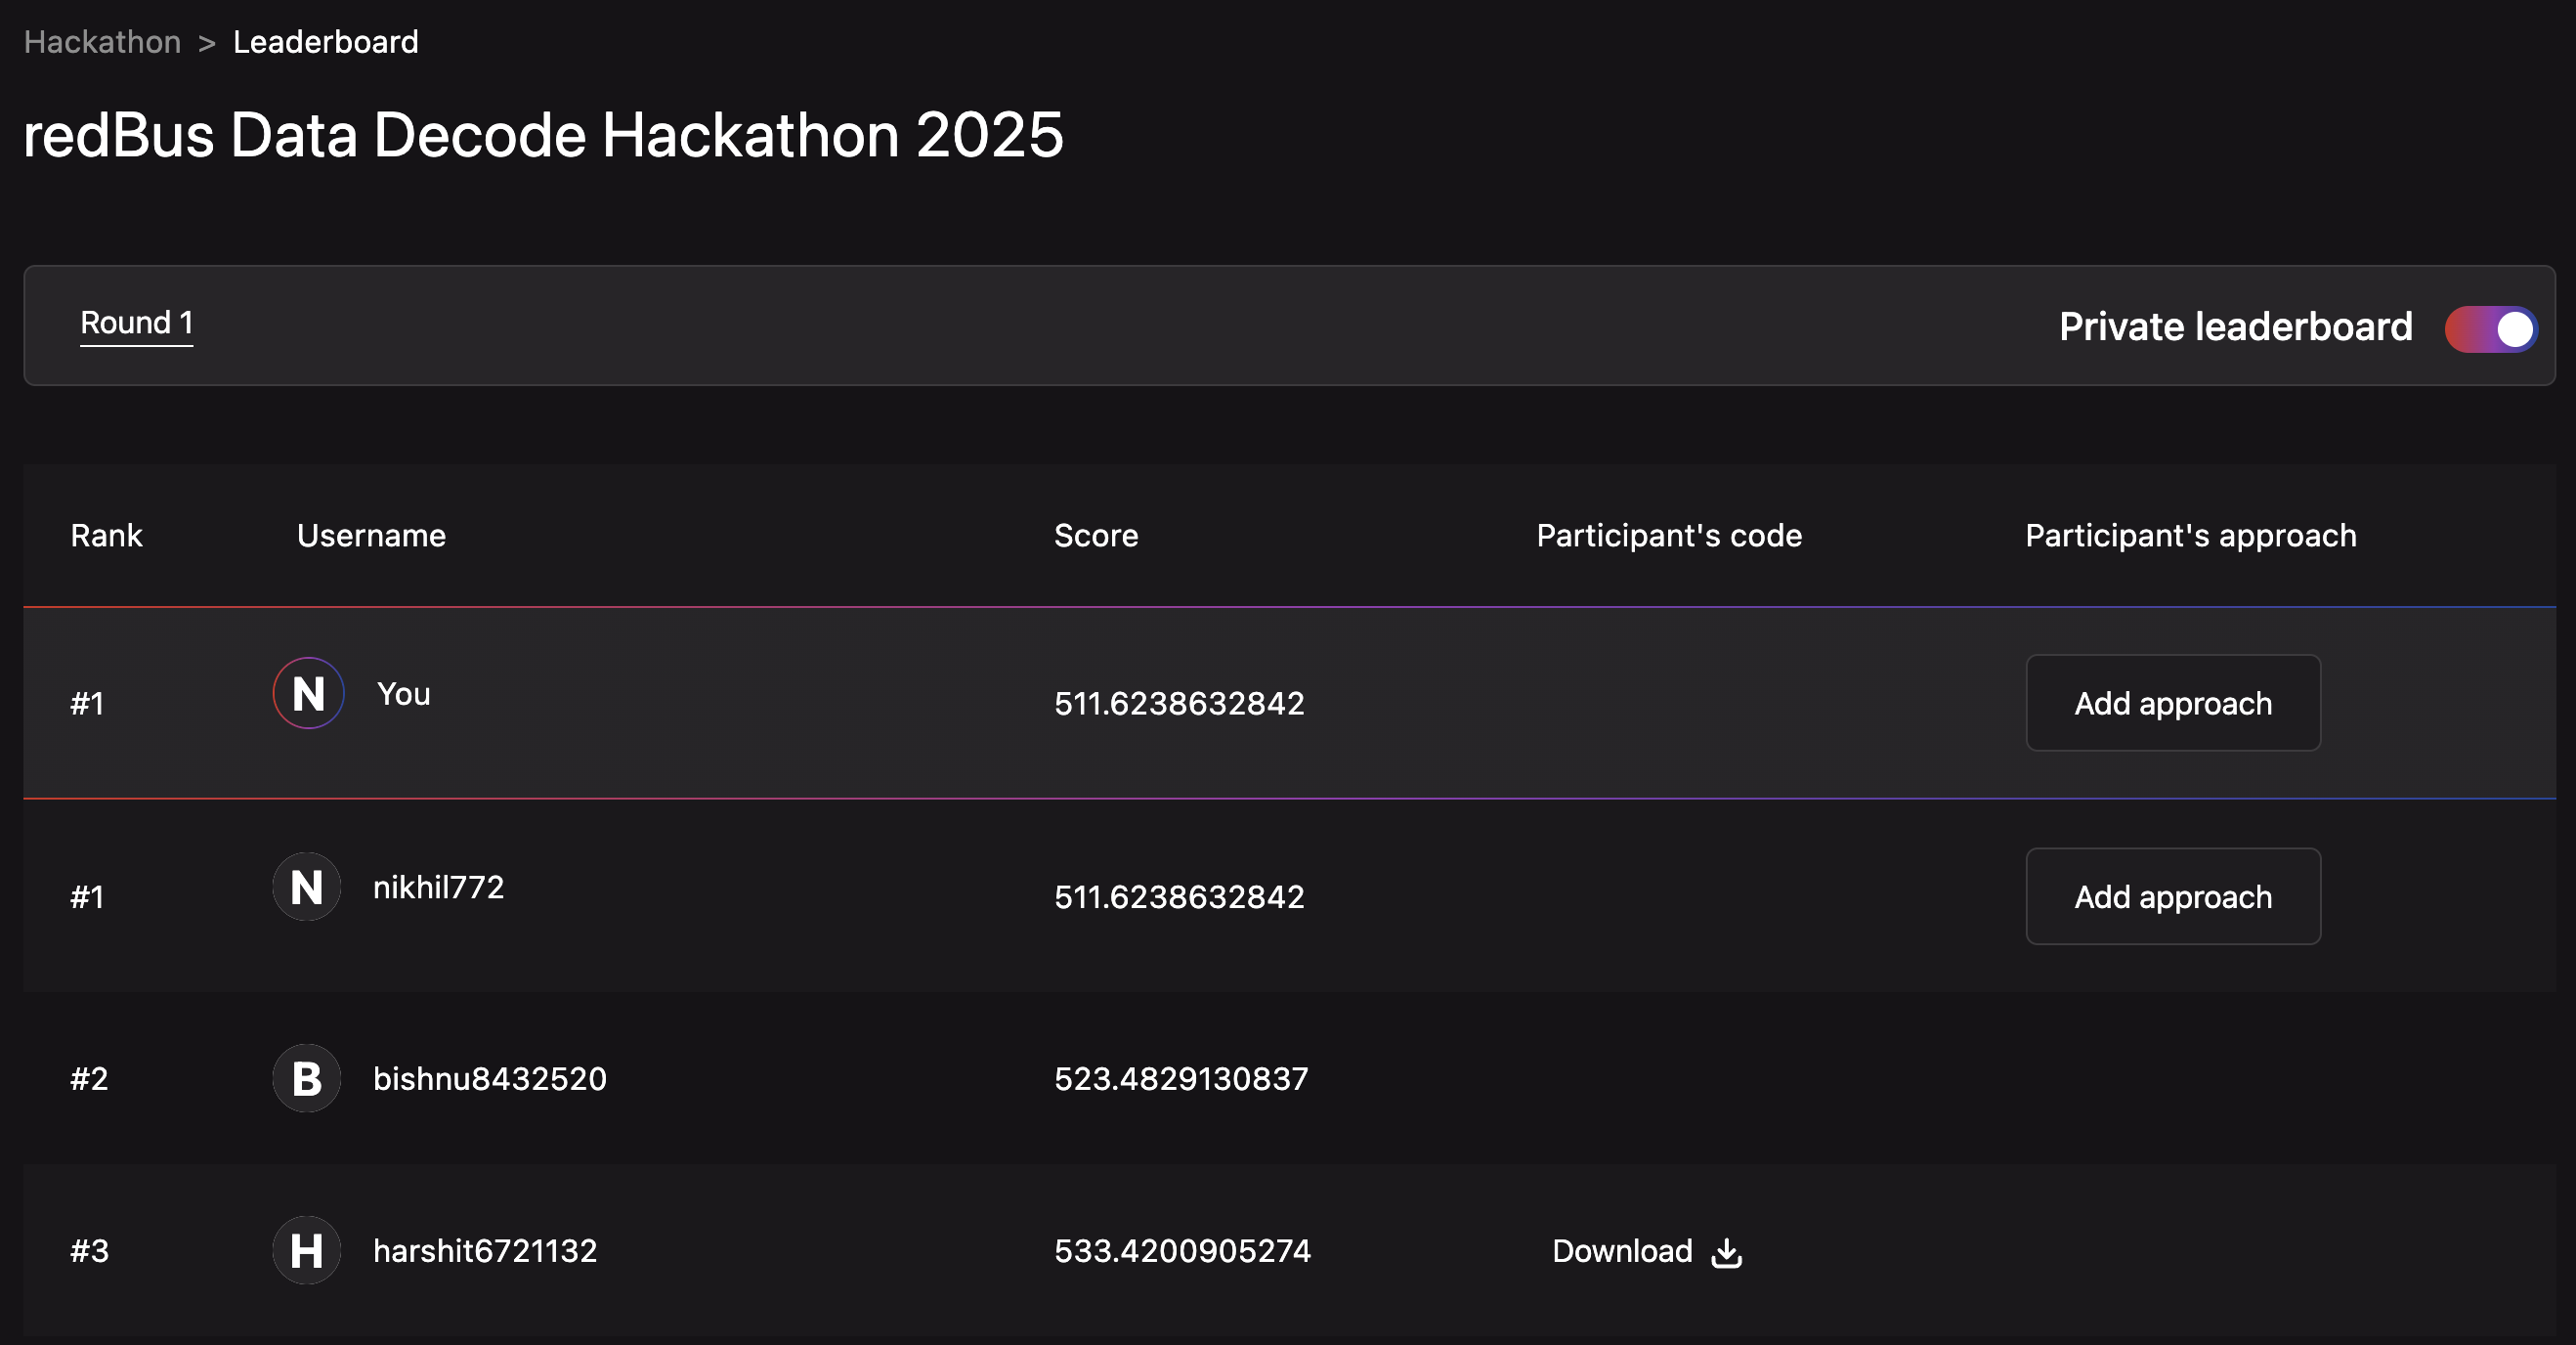 Hackathon > Leaderboard
redBus Data Decode Hackathon 2025
Round 1 Private leaderboard
Rank Username Score Participant's code Participant's approach
#1 N You 511.6238632842 Add approach
#1 N nikhil772 511.6238632842 Add approach
#2 B bishnu8432520 523.4829130837
#3 H harshit6721132 533.4200905274 Download